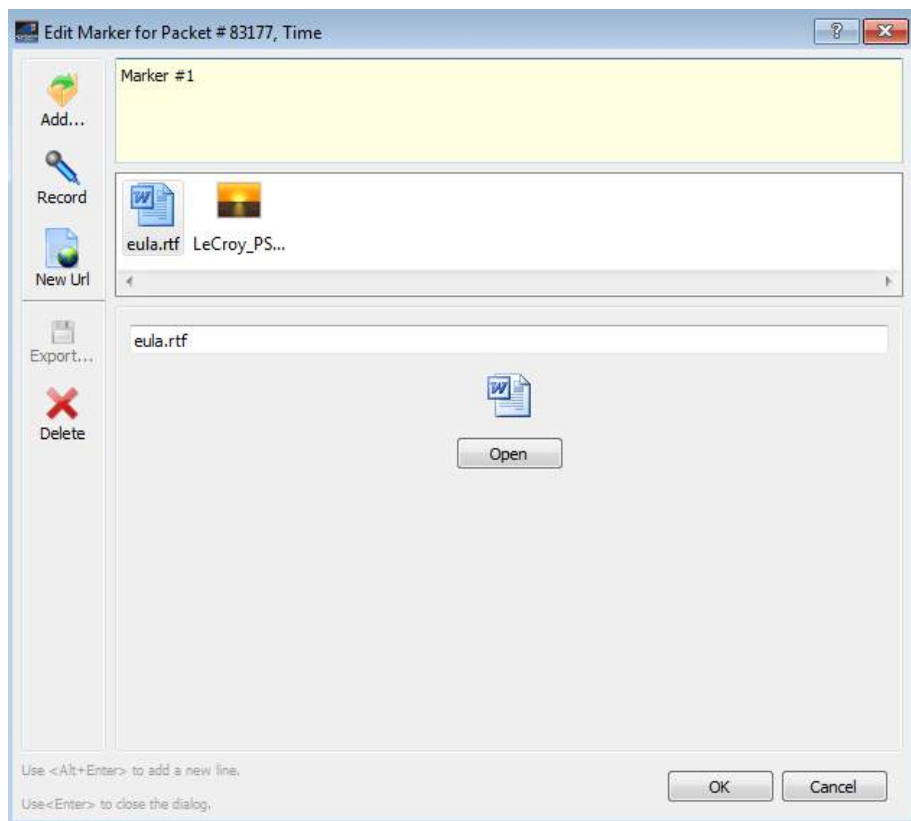 Edit Marker for Packet # 83177, Time
Marker #1
Add...
Record
New Url
Export...
Delete
eula.rtf LeCroy_PS...
eula.rtf
Open
Use <Alt+Enter> to add a new line.
Use<Enter> to close the dialog.
OK Cancel